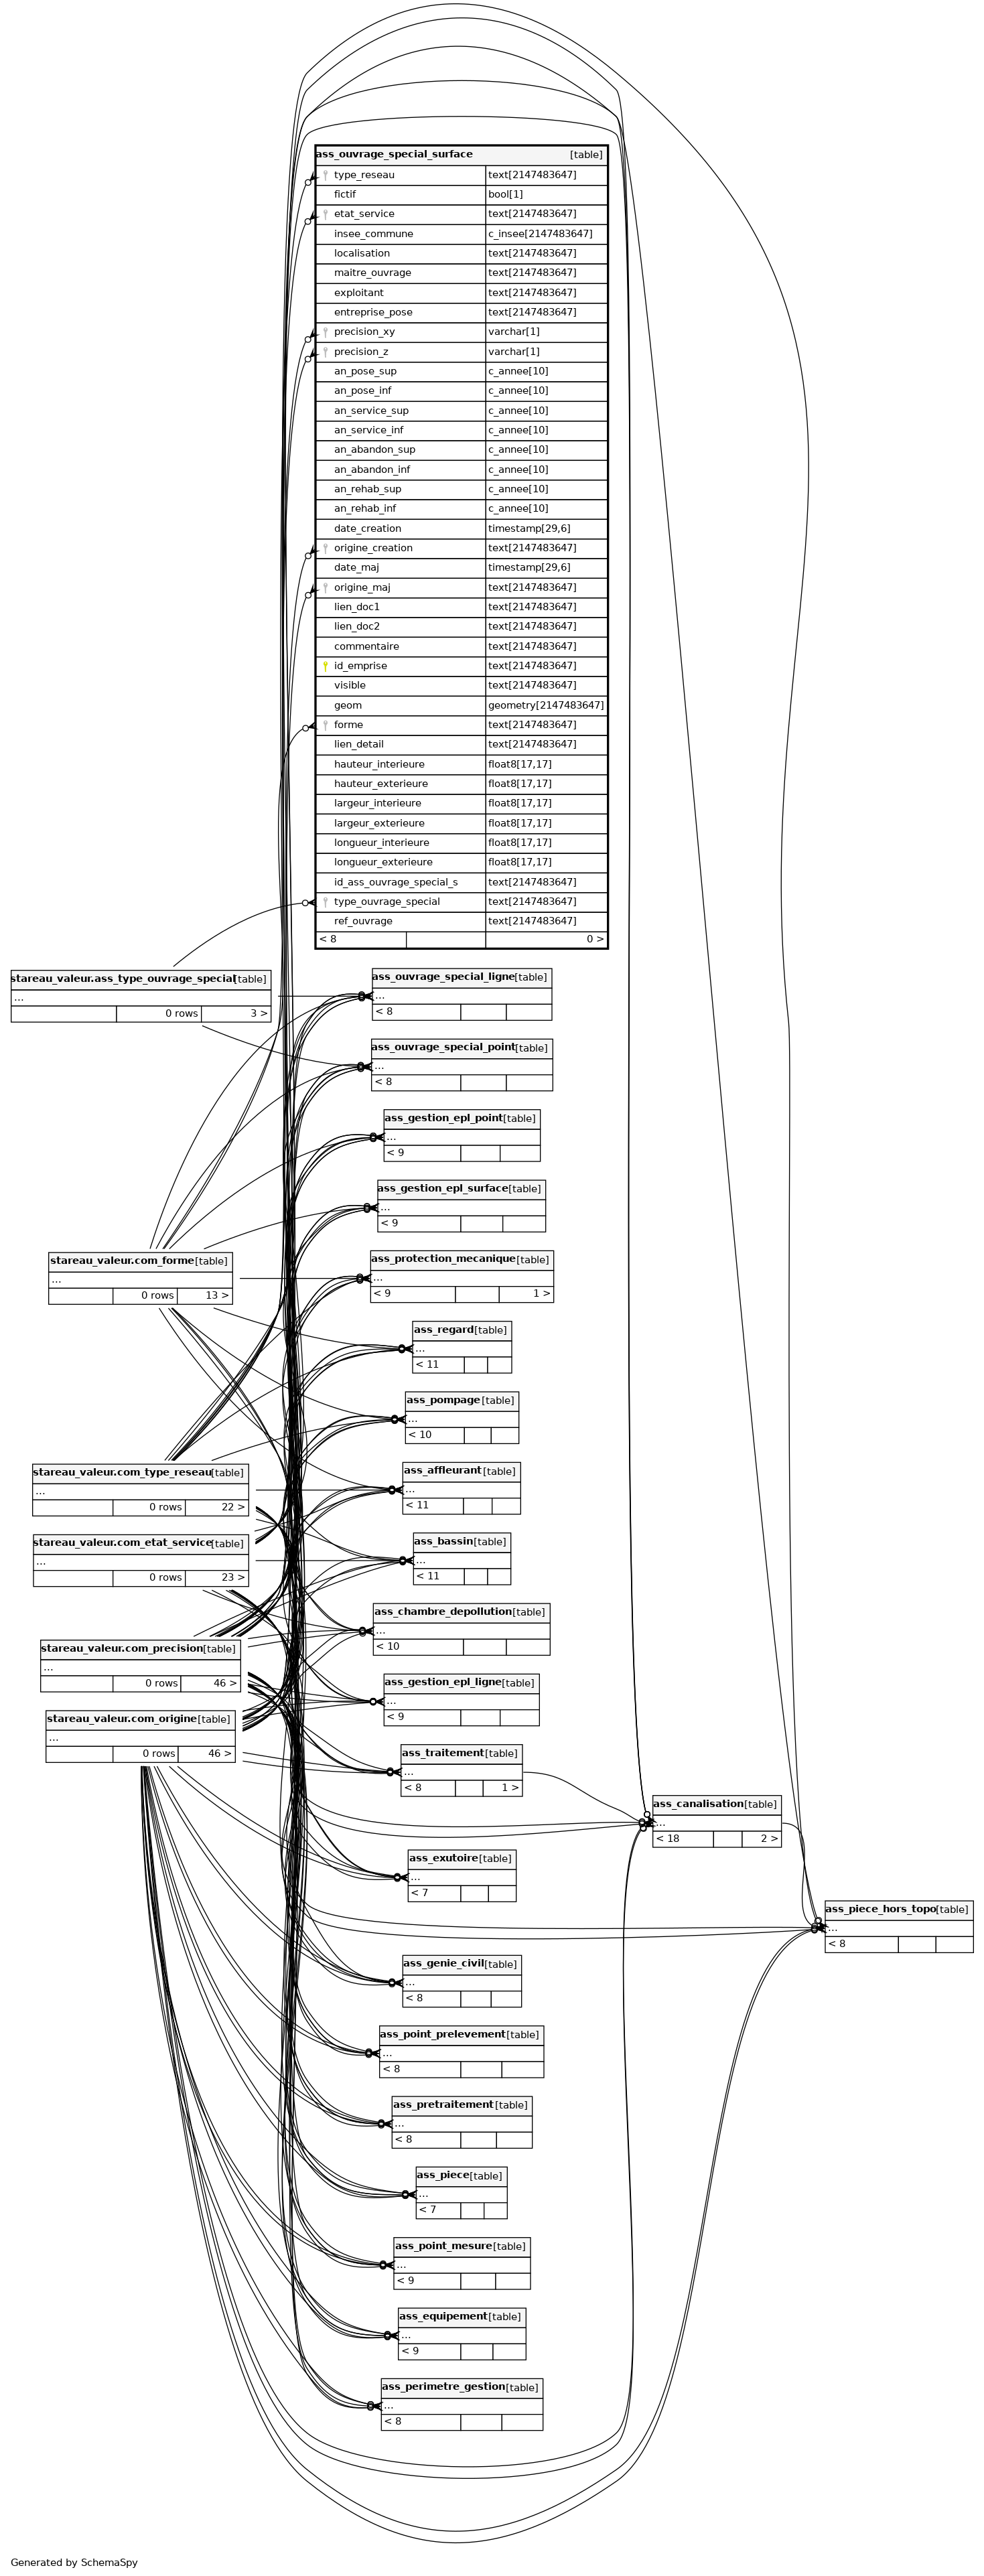 ass_ouvrage_special_surface [table]
type_reseau text[2147483647]
fictif bool[1]
etat_service text[2147483647]
insee_commune c_insee[2147483647]
localisation text[2147483647]
maitre_ouvrage text[2147483647]
exploitant text[2147483647]
entreprise_pose text[2147483647]
precision_xy varchar[1]
precision_z varchar[1]
an_pose_sup c_annee[10]
an_pose_inf c_annee[10]
an_service_sup c_annee[10]
an_service_inf c_annee[10]
an_abandon_sup c_annee[10]
an_abandon_inf c_annee[10]
an_rehab_sup c_annee[10]
an_rehab_inf c_annee[10]
date_creation timestamp[29,6]
origine_creation text[2147483647]
date_maj timestamp[29,6]
origine_maj text[2147483647]
lien_doc1 text[2147483647]
lien_doc2 text[2147483647]
commentaire text[2147483647]
id_emprise text[2147483647]
visible text[2147483647]
geom geometry[2147483647]
forme text[2147483647]
lien_detail text[2147483647]
hauteur_interieure float8[17,17]
hauteur_exterieure float8[17,17]
largeur_interieure float8[17,17]
largeur_exterieure float8[17,17]
longueur_interieure float8[17,17]
longueur_exterieure float8[17,17]
id_ass_ouvrage_special_s text[2147483647]
type_ouvrage_special text[2147483647]
ref_ouvrage text[2147483647]
< 8 0 >
stareau_valeur.ass_type_ouvrage_special [table]
...
0 rows 3 >
ass_ouvrage_special_ligne [table]
...
< 8
ass_ouvrage_special_point [table]
...
< 8
ass_gestion_epl_point [table]
...
< 9
ass_gestion_epl_surface [table]
...
< 9
stareau_valeur.com_forme [table]
...
0 rows 13 >
ass_protection_mecanique [table]
...
< 9 1 >
ass_regard [table]
...
< 11
ass_pompage [table]
...
< 10
stareau_valeur.com_type_reseau [table]
...
0 rows 22 >
ass_affleurant [table]
...
< 11
stareau_valeur.com_etat_service [table]
...
0 rows 23 >
ass_bassin [table]
...
< 11
ass_chambre_depollution [table]
...
< 10
stareau_valeur.com_precision [table]
...
0 rows 46 >
ass_gestion_epl_ligne [table]
...
< 9
stareau_valeur.com_origine [table]
...
0 rows 46 >
ass_traitement [table]
...
< 8 1 >
ass_canalisation [table]
...
< 18 2 >
ass_exutoire [table]
...
< 7
ass_piece_hors_topo [table]
...
< 8
ass_genie_civil [table]
...
< 8
ass_point_prelevement [table]
...
< 8
ass_pretraitement [table]
...
< 8
ass_piece [table]
...
< 7
ass_point_mesure [table]
...
< 9
ass_equipement [table]
...
< 9
ass_perimetre_gestion [table]
...
< 8
Generated by SchemaSpy